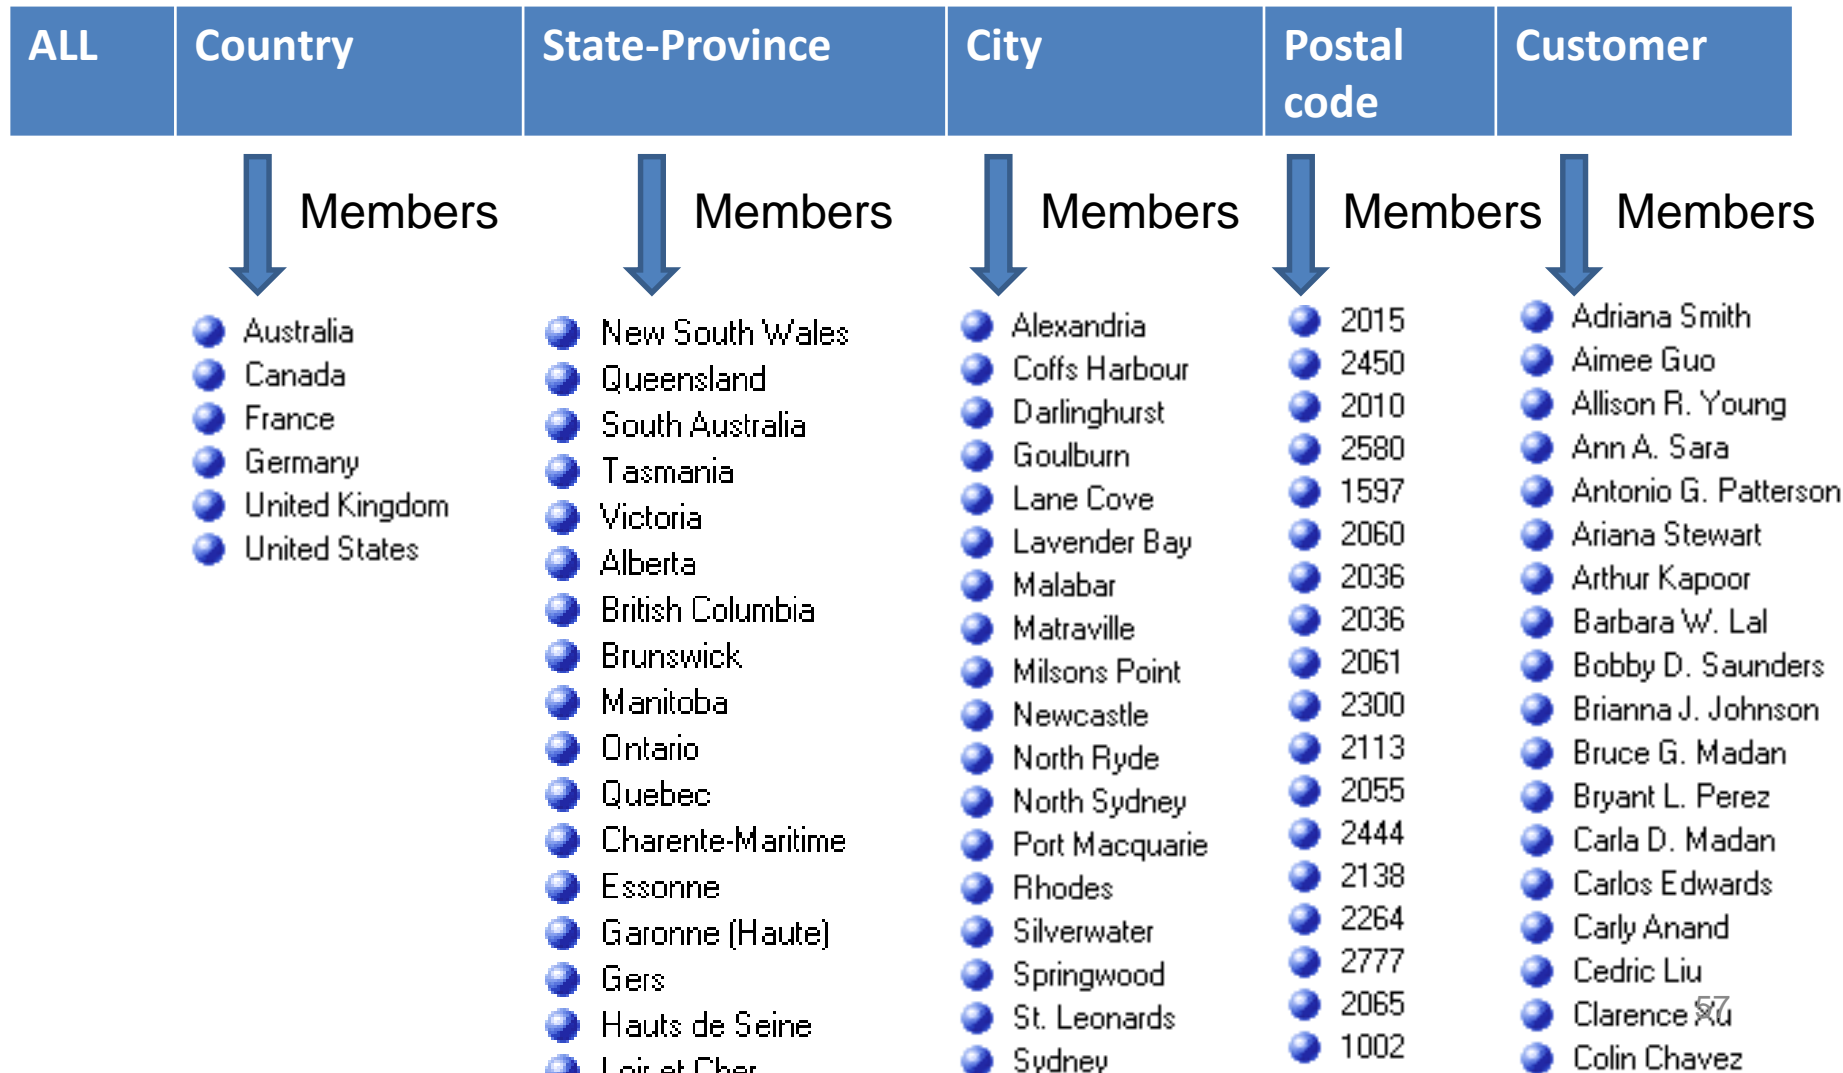 ALL
Country
State-Province
City
Postal
code
Customer
Members
Members
Members
Members
Members
Australia
Canada
France
Germany
United Kingdom
United States
New South Wales
Queensland
South Australia
Tasmania
Victoria
Alberta
British Columbia
Brunswick
Manitoba
Ontario
Quebec
Charente-Maritime
Essonne
Garonne (Haute)
Gers
Hauts de Seine
Loir et Cher
Alexandria
Coffs Harbour
Darlinghurst
Goulburn
Lane Cove
Lavender Bay
Malabar
Matraville
Milsons Point
Newcastle
North Ryde
North Sydney
Port Macquarie
Rhodes
Silverwater
Springwood
St. Leonards
Sydney
2015
2450
2010
2580
1597
2060
2036
2036
2061
2300
2113
2055
2444
2138
2264
2777
2065
1002
Adriana Smith
Aimee Guo
Allison R. Young
Ann A. Sara
Antonio G. Patterson
Ariana Stewart
Arthur Kapoor
Barbara W. Lal
Bobby D. Saunders
Brianna J. Johnson
Bruce G. Madan
Bryant L. Perez
Carla D. Madan
Carlos Edwards
Carly Anand
Cedric Liu
Clarence Xu
57
Colin Chavez